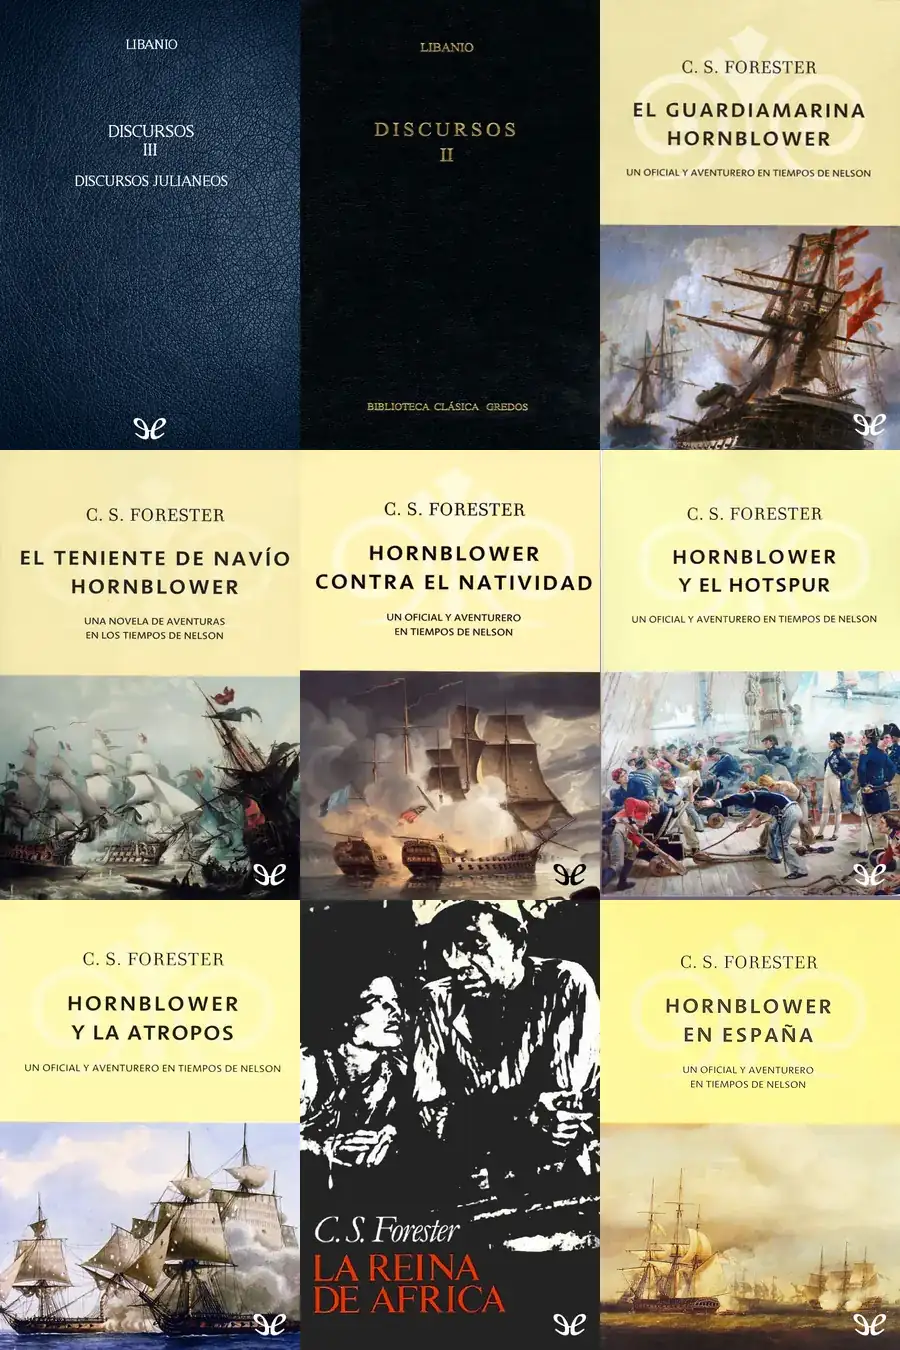 LIBANIO
DISCURSOS
III
DISCURSOS JULIANEOS
LIBANIO
DISCURSOS
II
BIBLIOTECA CLÁSICA GREDOS
C. S. FORESTER
EL GUARDIAMARINA
HORNBLOWER
UN OFICIAL Y AVENTURERO EN TIEMPOS DE NELSON
C. S. FORESTER
EL TENIENTE DE NAVÍO
HORNBLOWER
UNA NOVELA DE AVENTURAS
EN LOS TIEMPOS DE NELSON
C. S. FORESTER
HORNBLOWER
CONTRA EL NATIVIDAD
UN OFICIAL Y AVENTURERO
EN TIEMPOS DE NELSON
C. S. FORESTER
HORNBLOWER
Y EL HOTSPUR
UN OFICIAL Y AVENTURERO EN TIEMPOS DE NELSON
C. S. FORESTER
HORNBLOWER
Y LA ATROPOS
UN OFICIAL Y AVENTURERO EN TIEMPOS DE NELSON
C. S. Forester
LA REINA
DE AFRICA
C. S. FORESTER
HORNBLOWER
EN ESPAÑA
UN OFICIAL Y AVENTURERO
EN TIEMPOS DE NELSON